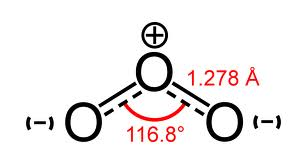 ⊕
O
1.278 Å
(-) O O (-)
116.8°